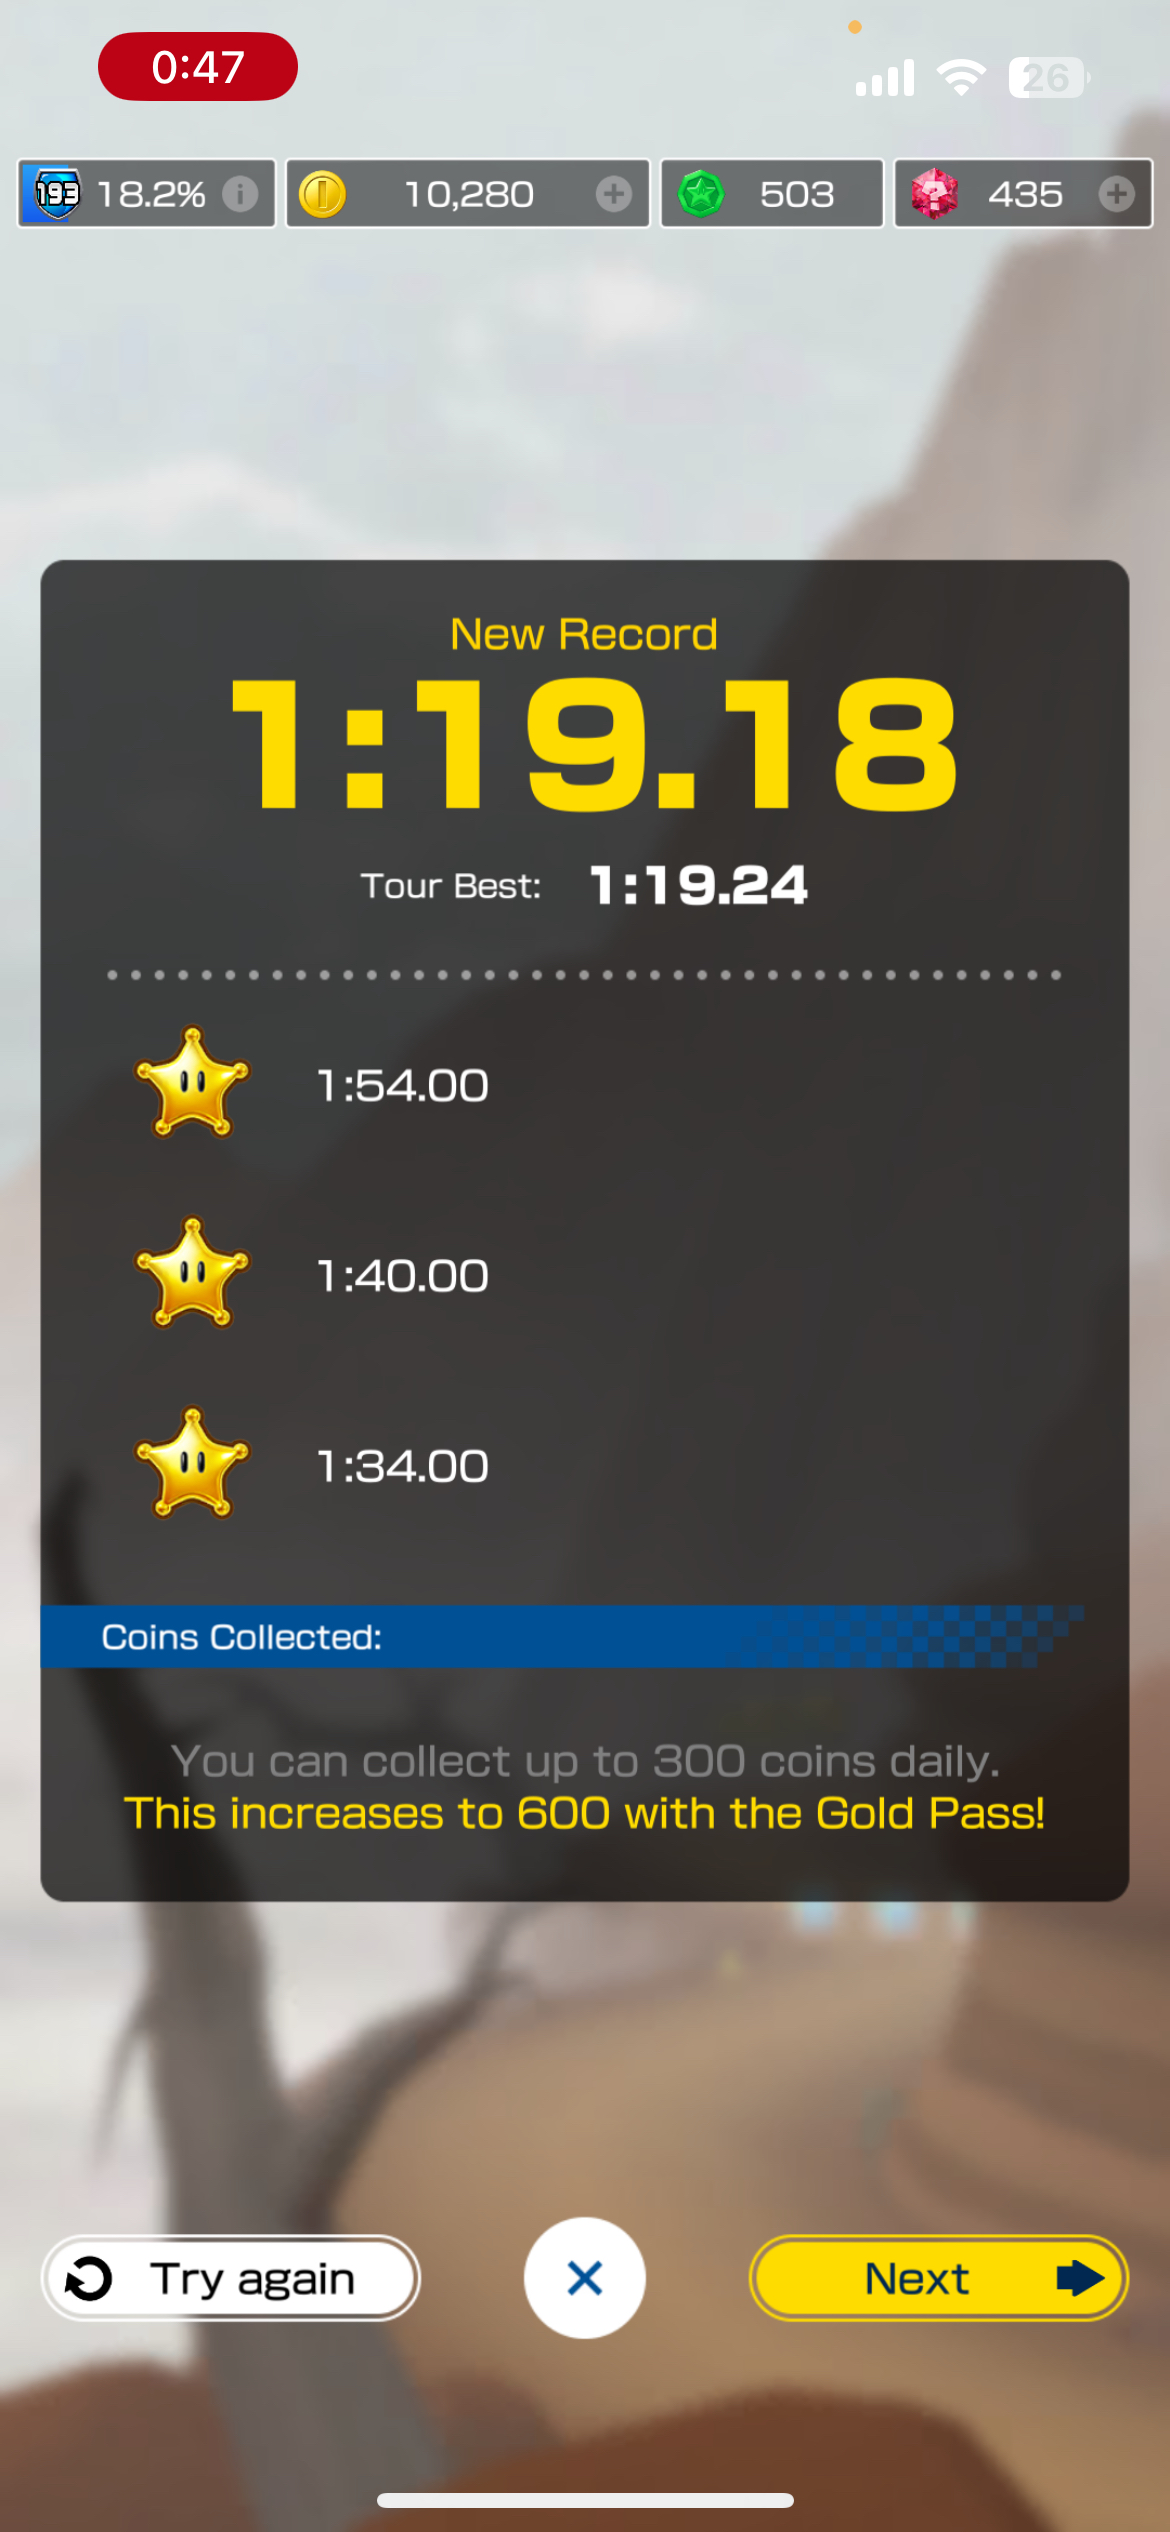 0:47
26
193 18.2% i 10,280 + 503 435 +
New Record
1:19.18
Tour Best: 1:19.24
1:54.00
1:40.00
1:34.00
Coins Collected:
You can collect up to 300 coins daily.
This increases to 600 with the Gold Pass!
Try again × Next